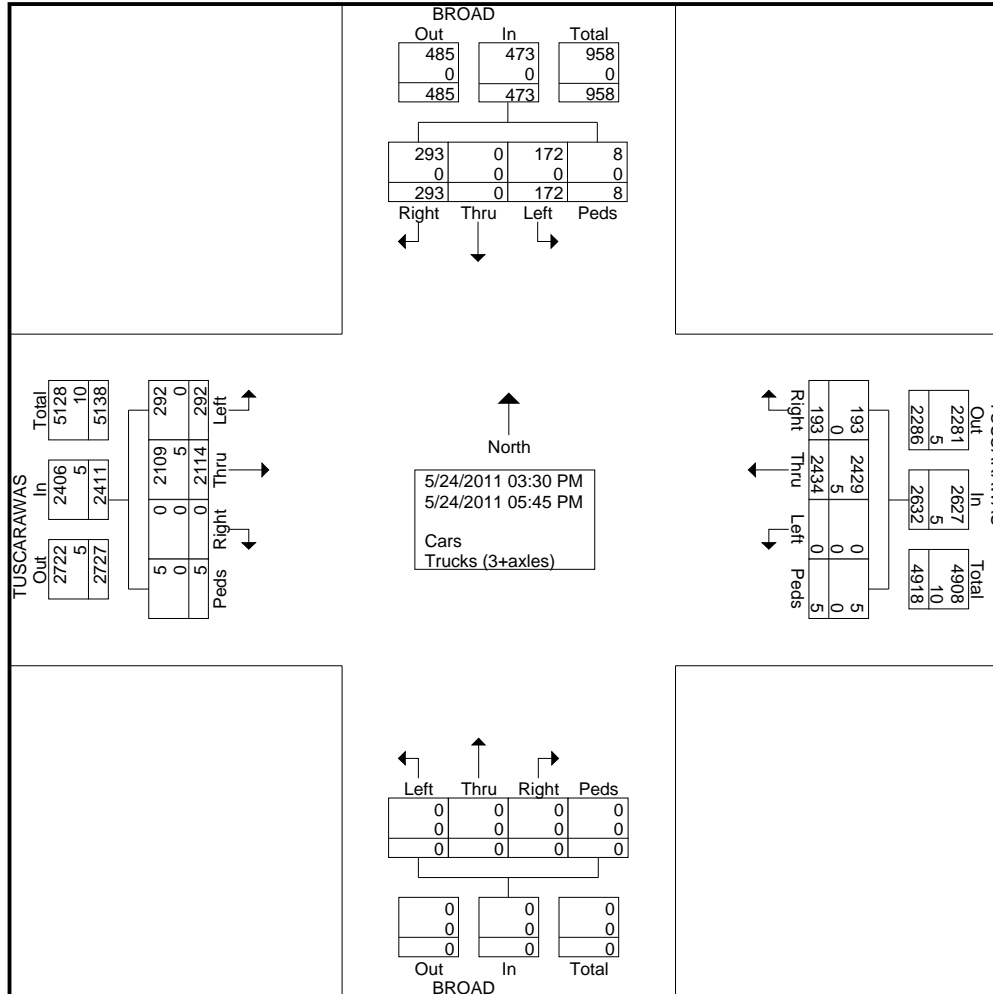 BROAD
Out In Total
485 473 958
0 0 0
485 473 958
293 0 172 8
0 0 0 0
293 0 172 8
Right Thru Left Peds
TUSCARAWAS
Total In Out
5128 2406 2722
10 5 5
5138 2411 2727
Left Thru Right Peds
292 2109 0 5
0 5 0 0
292 2114 0 5
North
5/24/2011 03:30 PM
5/24/2011 05:45 PM
Cars
Trucks (3+axles)
Right Thru Left Peds
193 2429 0 5
0 5 0 0
193 2434 0 5
Out In Total
2281 2627 4908
5 5 10
2286 2632 4918
Left Thru Right Peds
0 0 0 0
0 0 0 0
0 0 0 0
0 0 0
0 0 0
0 0 0
Out In Total
BROAD